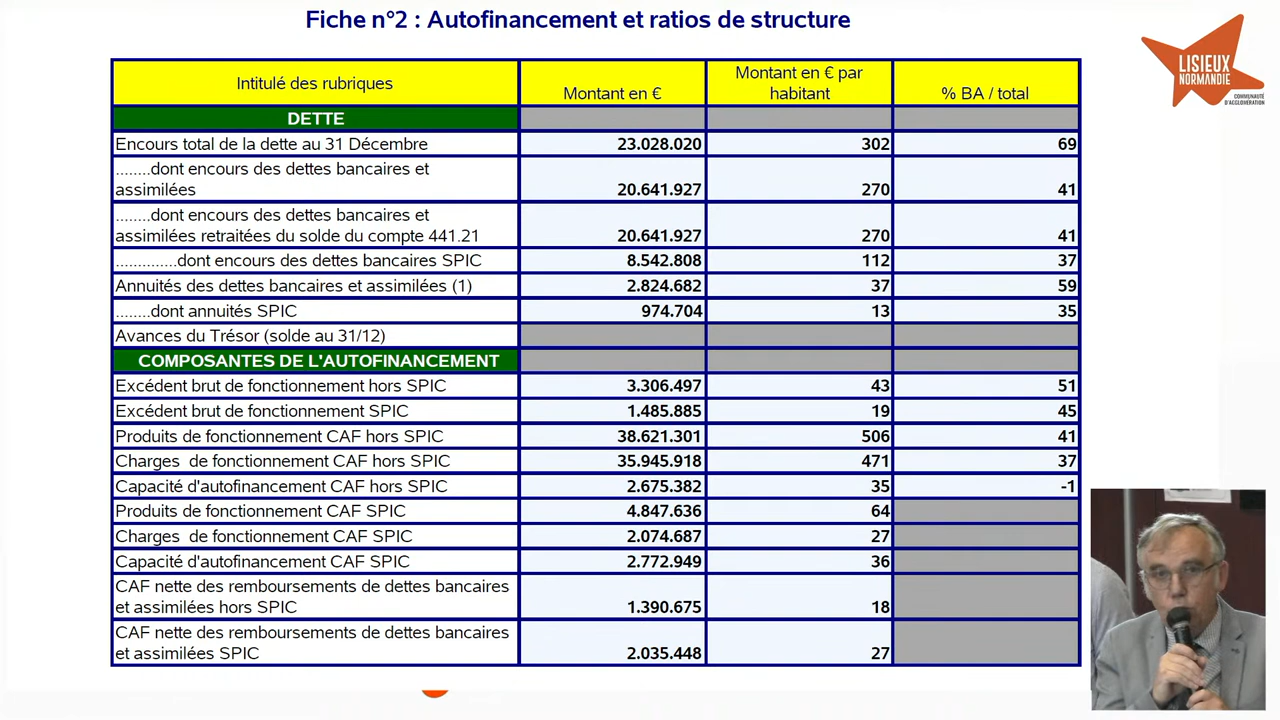 Fiche n°2 : Autofinancement et ratios de structure
LISIEUX
NORMANDIE
COMMUNAUTÉ
D'AGGLOMÉRATION
Intitulé des rubriques
Montant en €
Montant en € par
habitant
% BA / total
DETTE
Encours total de la dette au 31 Décembre 23.028.020 302 69
........dont encours des dettes bancaires et
assimilées 20.641.927 270 41
........dont encours des dettes bancaires et
assimilées retraitées du solde du compte 441.21 20.641.927 270 41
..............dont encours des dettes bancaires SPIC 8.542.808 112 37
Annuités des dettes bancaires et assimilées (1) 2.824.682 37 59
........dont annuités SPIC 974.704 13 35
Avances du Trésor (solde au 31/12)
COMPOSANTES DE L'AUTOFINANCEMENT
Excédent brut de fonctionnement hors SPIC 3.306.497 43 51
Excédent brut de fonctionnement SPIC 1.485.885 19 45
Produits de fonctionnement CAF hors SPIC 38.621.301 506 41
Charges  de fonctionnement CAF hors SPIC 35.945.918 471 37
Capacité d'autofinancement CAF hors SPIC 2.675.382 35 -1
Produits de fonctionnement CAF SPIC 4.847.636 64
Charges  de fonctionnement CAF SPIC 2.074.687 27
Capacité d'autofinancement CAF SPIC 2.772.949 36
CAF nette des remboursements de dettes bancaires
et assimilées hors SPIC 1.390.675 18
CAF nette des remboursements de dettes bancaires
et assimilées SPIC 2.035.448 27